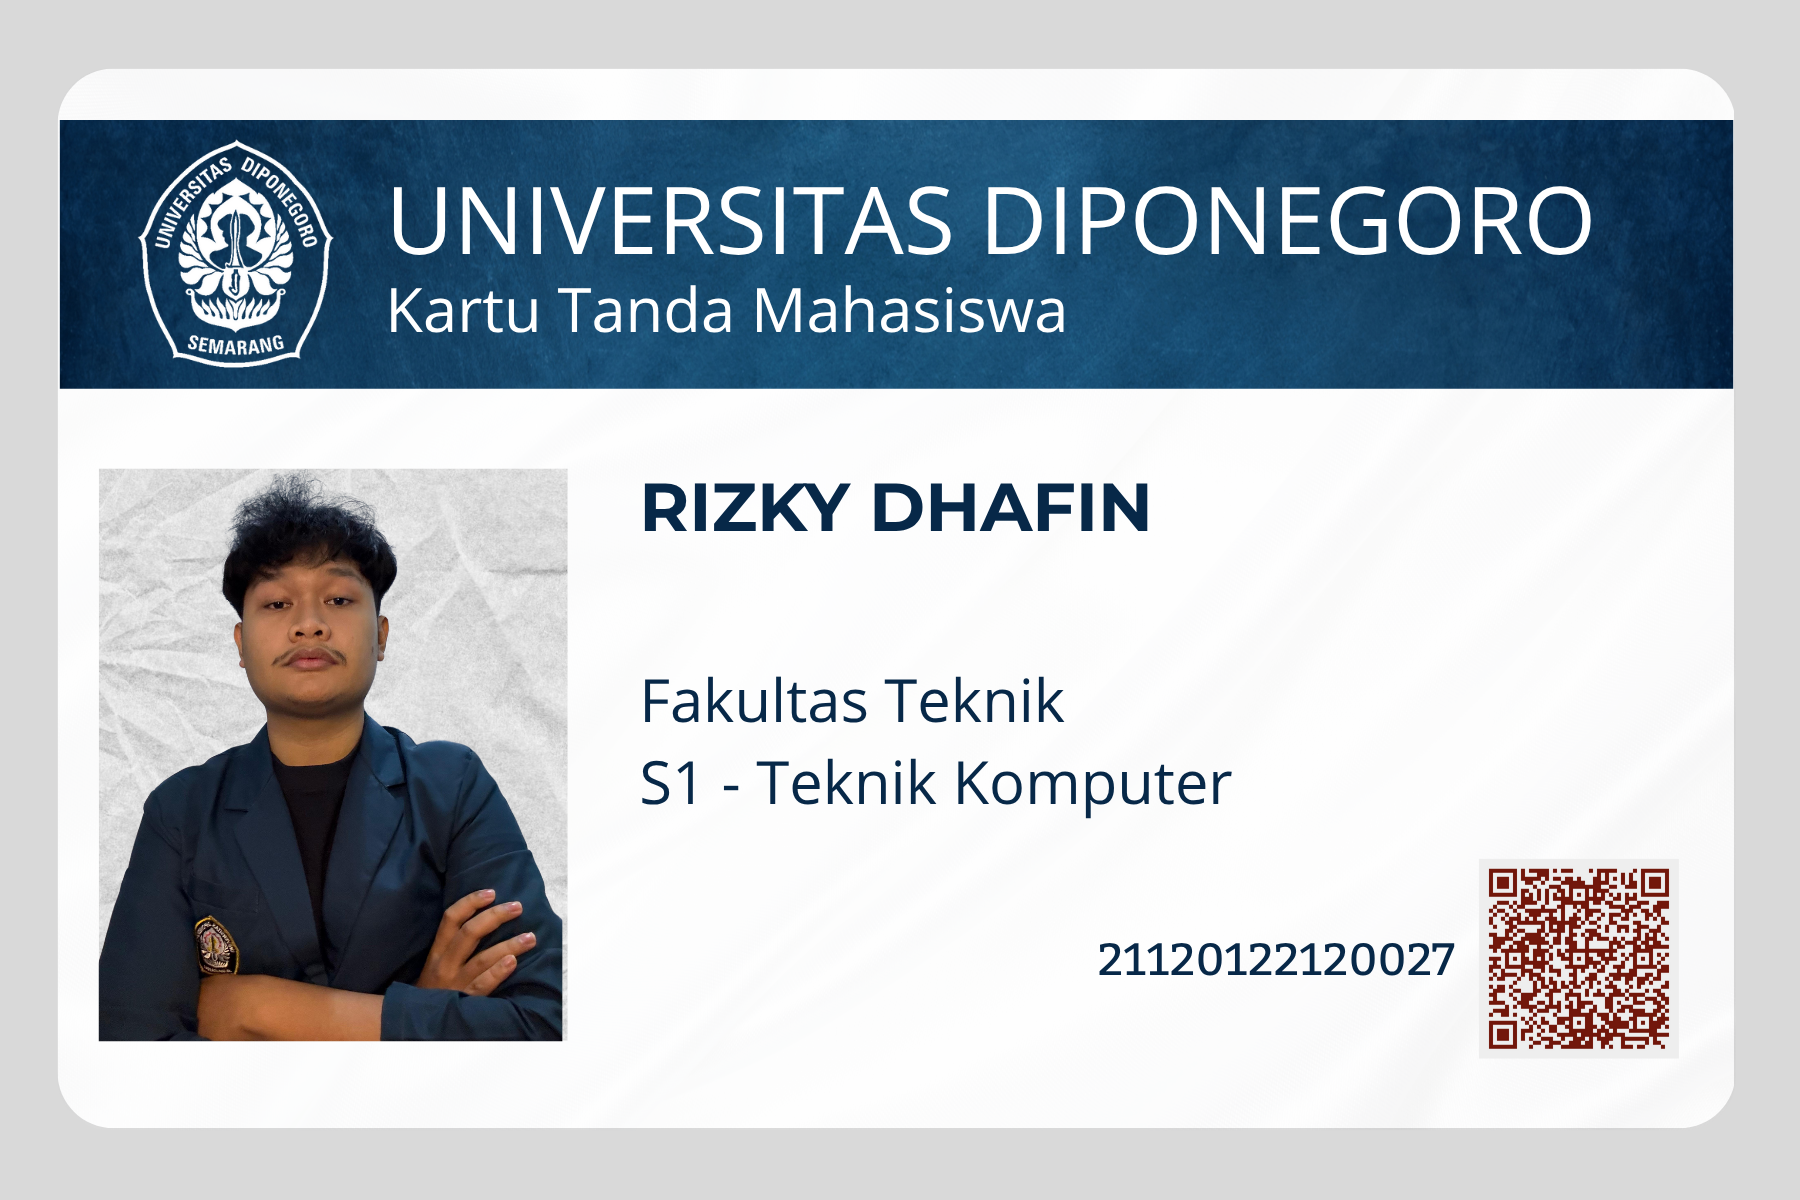 UNIVERSITAS DIPONEGORO
SEMARANG
UNIVERSITAS DIPONEGORO
Kartu Tanda Mahasiswa
RIZKY DHAFIN
Fakultas Teknik
S1 - Teknik Komputer
21120122120027